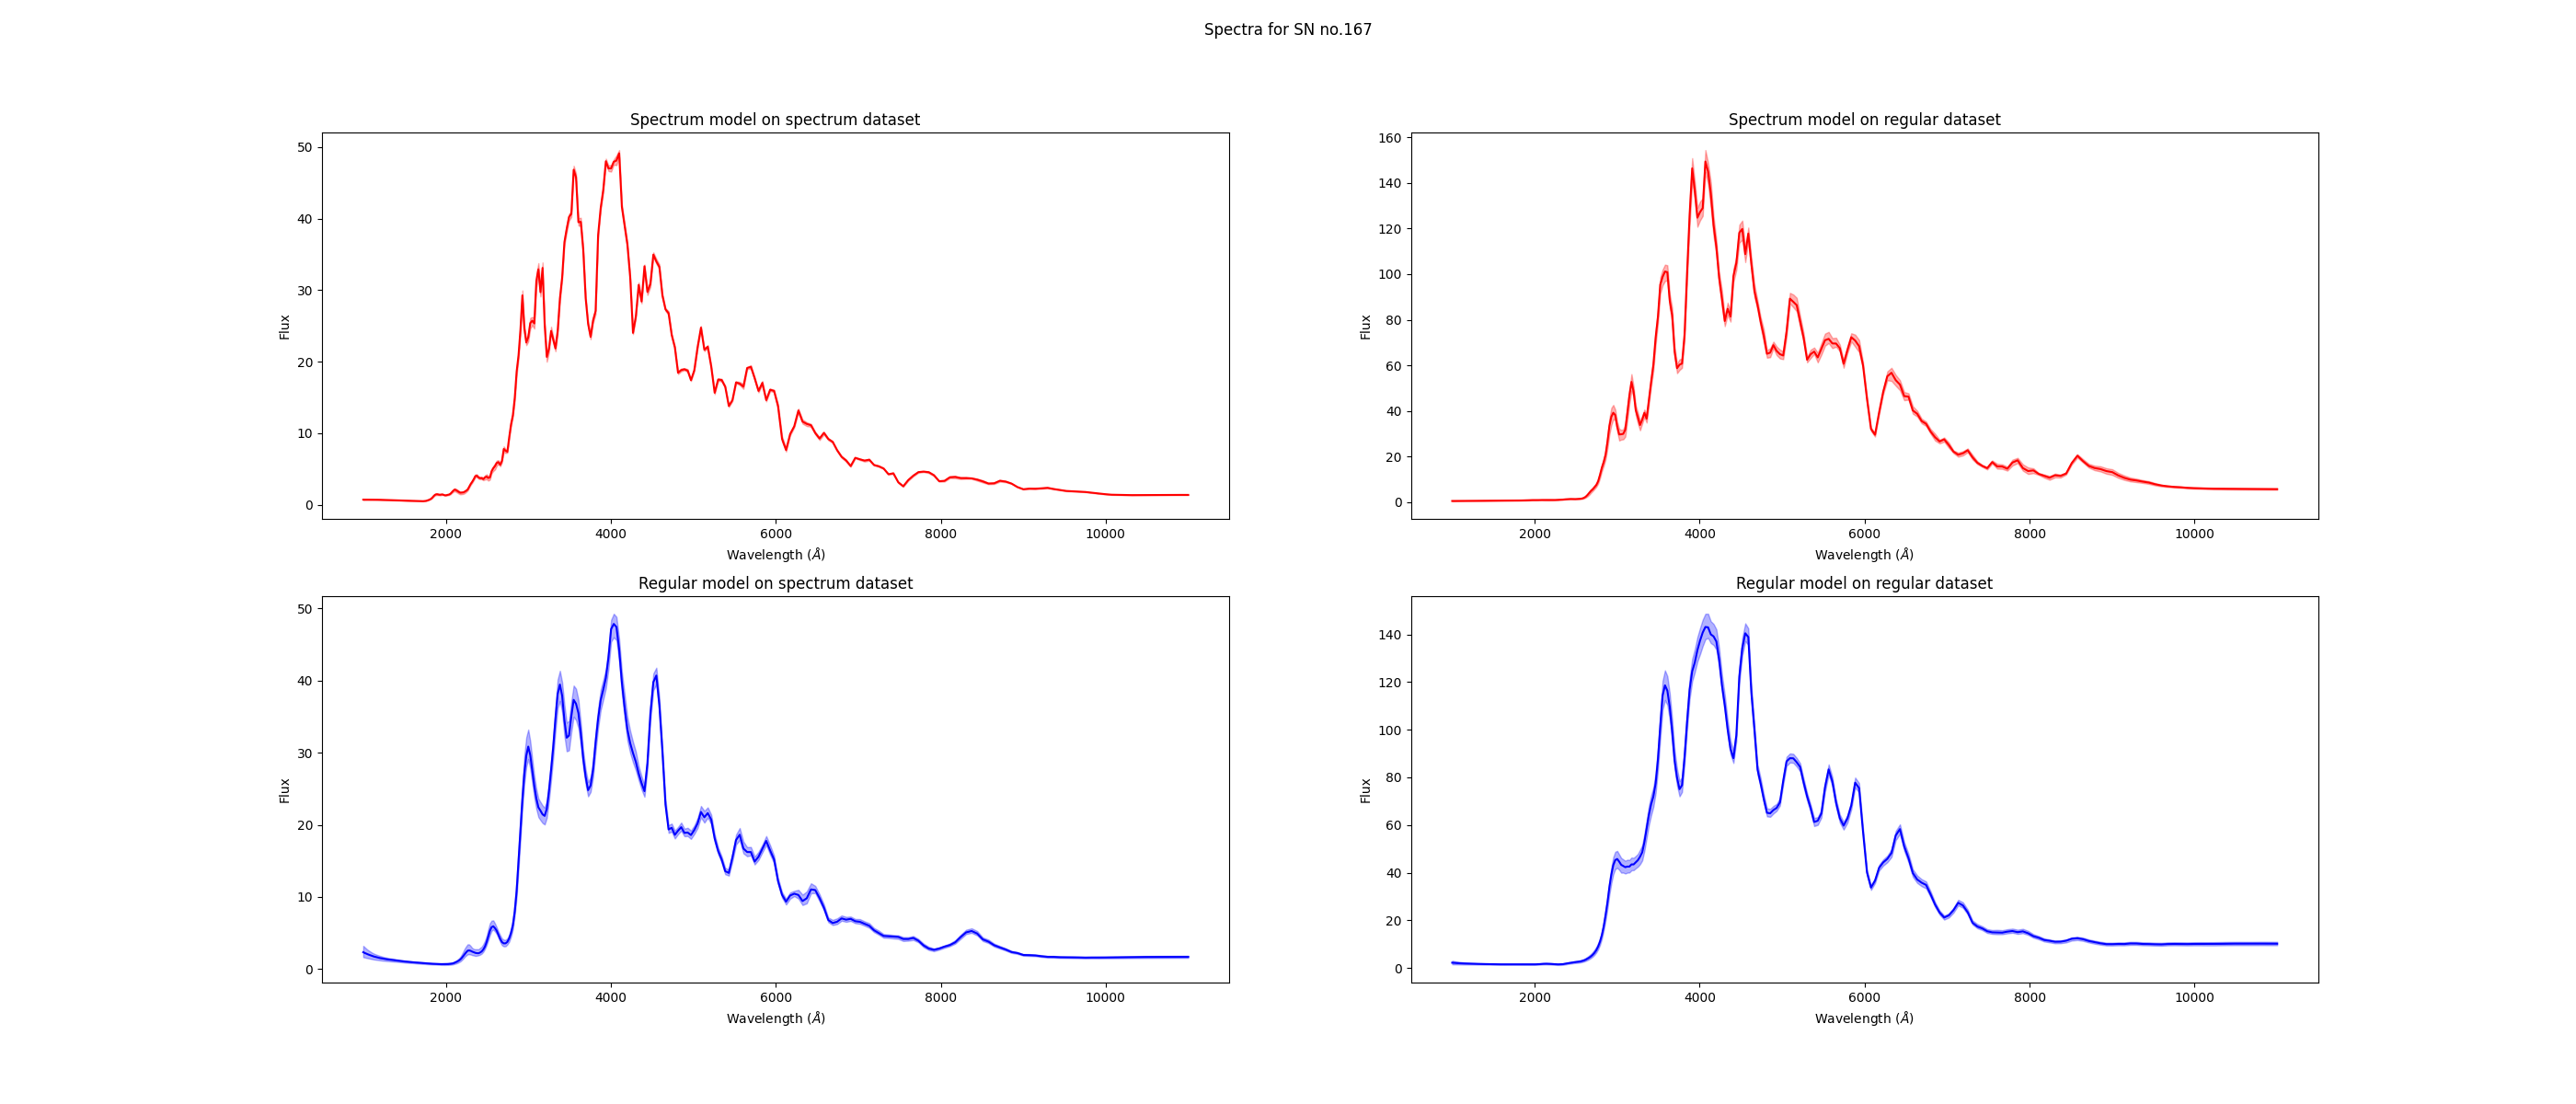 Spectra for SN no.167
Spectrum model on spectrum dataset
50
40
30
20
10
0
Flux
2000 4000 6000 8000 10000
Wavelength (Å)
Spectrum model on regular dataset
160
140
120
100
80
60
40
20
0
Flux
2000 4000 6000 8000 10000
Wavelength (Å)
Regular model on spectrum dataset
50
40
30
20
10
0
Flux
2000 4000 6000 8000 10000
Wavelength (Å)
Regular model on regular dataset
140
120
100
80
60
40
20
0
Flux
2000 4000 6000 8000 10000
Wavelength (Å)